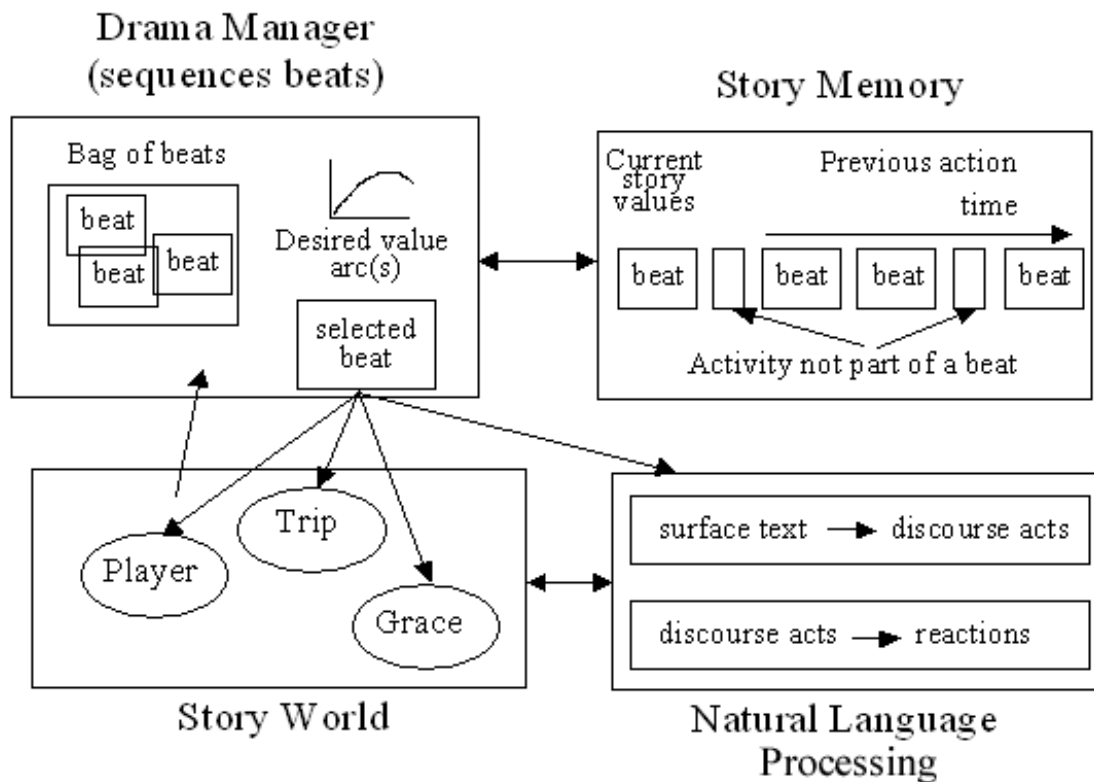 Drama Manager
(sequences beats)
Bag of beats
beat
beat
beat
Desired value
arc(s)
selected
beat
Story Memory
Current
story
values
Previous action
time
beat
beat
beat
beat
Activity not part of a beat
Player
Trip
Grace
Story World
surface text
discourse acts
discourse acts
reactions
Natural Language
Processing